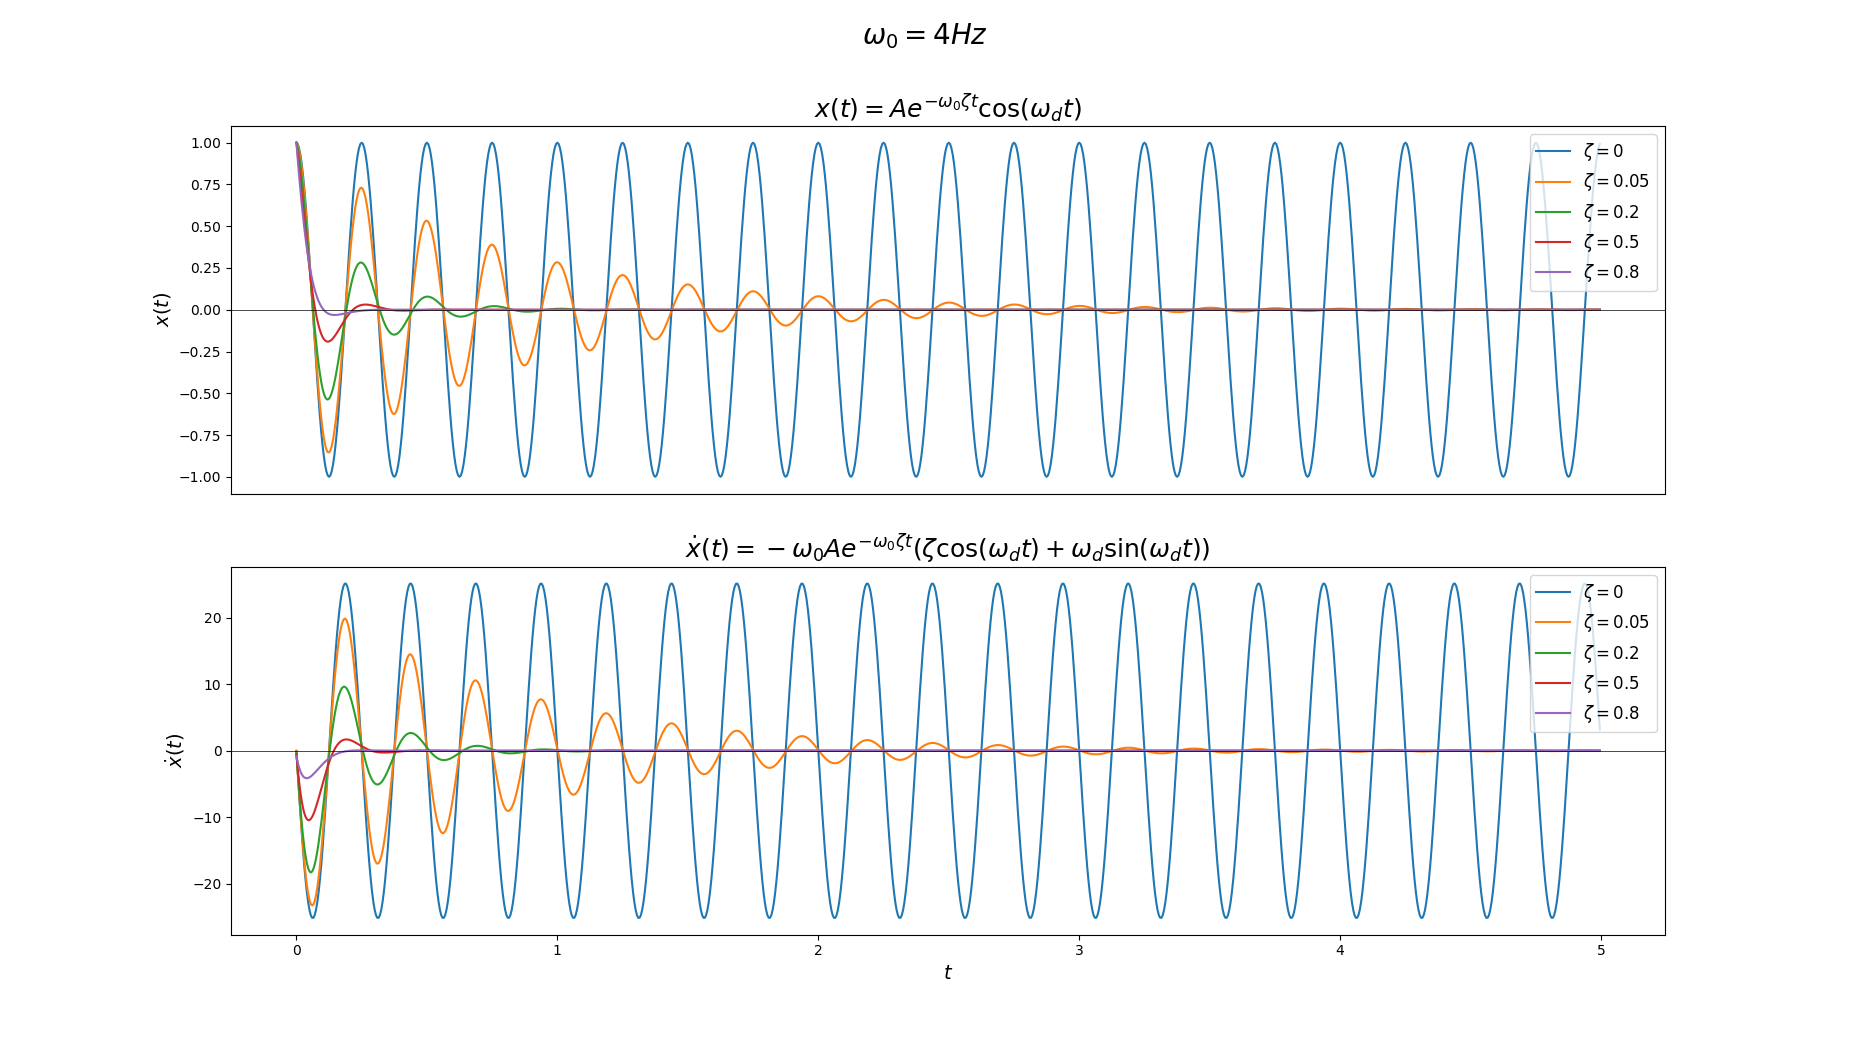 ω₀ = 4Hz
x(t) = Ae^{−ω₀ζt}cos(ω_d t)
1.00
0.75
0.50
0.25
0.00
−0.25
−0.50
−0.75
−1.00
x(t)
ζ = 0
ζ = 0.05
ζ = 0.2
ζ = 0.5
ζ = 0.8
ẋ(t) = −ω₀Ae^{−ω₀ζt}(ζcos(ω_d t) + ω_d sin(ω_d t))
20
10
0
−10
−20
ẋ(t)
ζ = 0
ζ = 0.05
ζ = 0.2
ζ = 0.5
ζ = 0.8
0 1 2 3 4 5
t